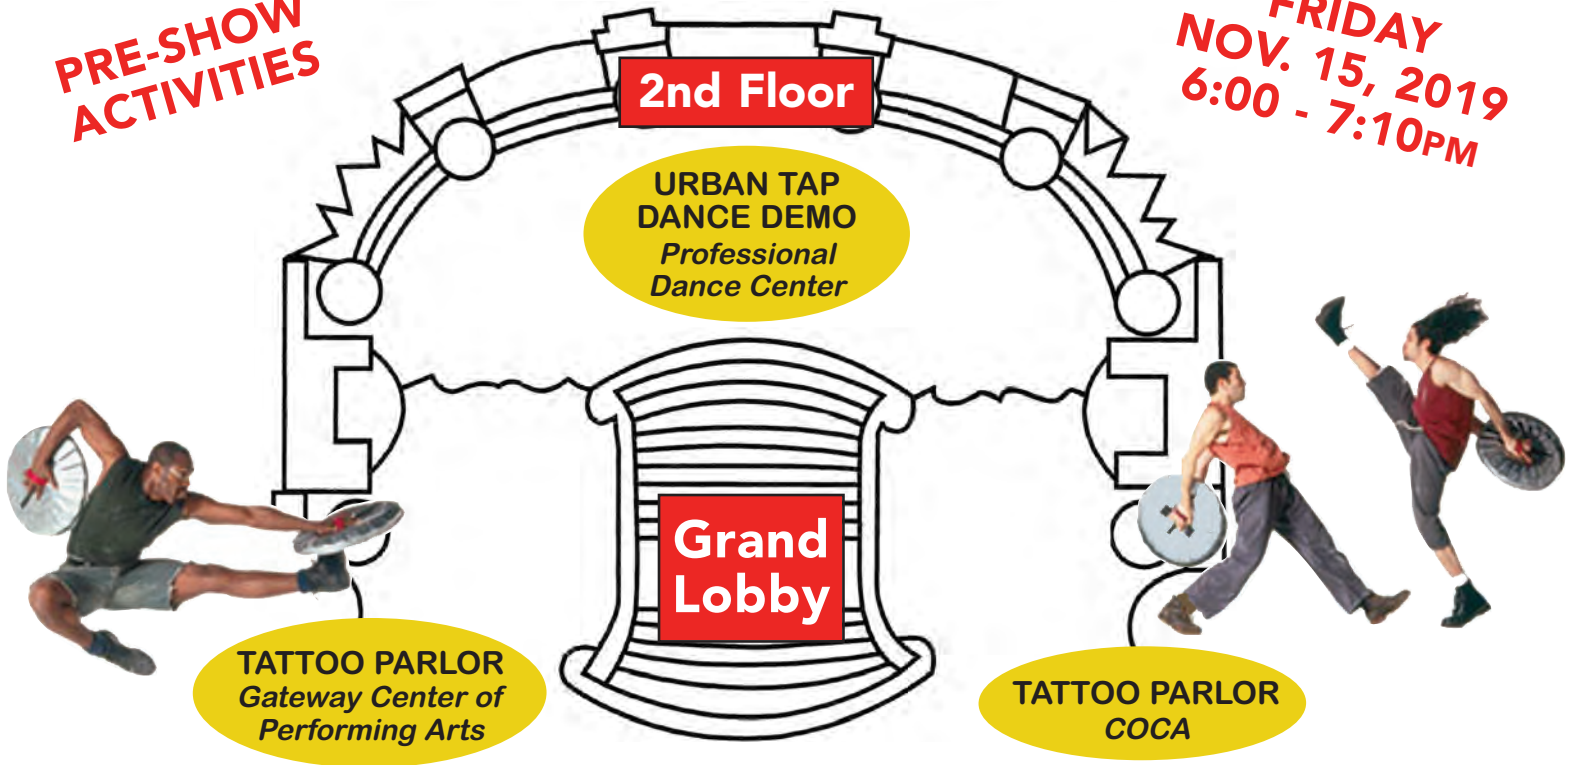 PRE-SHOW
ACTIVITIES
FRIDAY
NOV. 15, 2019
6:00 - 7:10PM
2nd Floor
URBAN TAP
DANCE DEMO
Professional
Dance Center
Grand
Lobby
TATTOO PARLOR
Gateway Center of
Performing Arts
TATTOO PARLOR
COCA